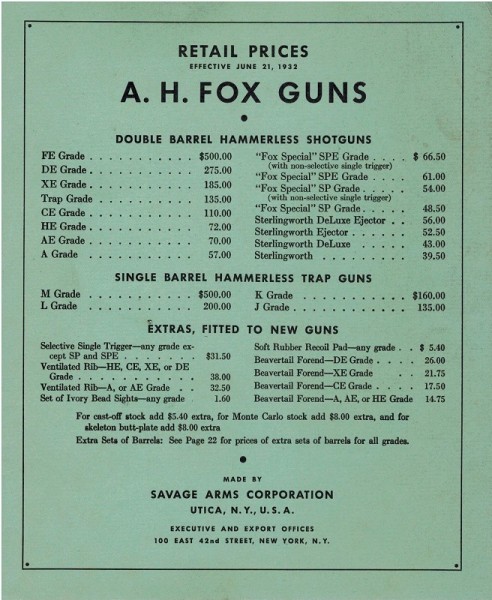 RETAIL PRICES
EFFECTIVE JUNE 21, 1932
A. H. FOX GUNS
DOUBLE BARREL HAMMERLESS SHOTGUNS
FE Grade . . . . . . . . . . . $500.00
DE Grade . . . . . . . . . . . 275.00
XE Grade . . . . . . . . . . . 185.00
Trap Grade . . . . . . . . . . 135.00
CE Grade . . . . . . . . . . . 110.00
HE Grade . . . . . . . . . . . 72.00
AE Grade . . . . . . . . . . . 70.00
A Grade . . . . . . . . . . . 57.00
"Fox Special" SPE Grade . . . . $ 66.50
(with non-selective single trigger)
"Fox Special" SPE Grade . . . . 61.00
"Fox Special" SP Grade . . . . . 54.00
(with non-selective single trigger)
"Fox Special" SP Grade . . . . . 48.50
Sterlingworth DeLuxe Ejector . . 56.00
Sterlingworth Ejector . . . . . 52.50
Sterlingworth DeLuxe . . . . . 43.00
Sterlingworth . . . . . . . . 39.50
SINGLE BARREL HAMMERLESS TRAP GUNS
M Grade . . . . . . . . . . . $500.00
L Grade . . . . . . . . . . . 200.00
K Grade . . . . . . . . . . $160.00
J Grade . . . . . . . . . . 135.00
EXTRAS, FITTED TO NEW GUNS
Selective Single Trigger—any grade ex-
cept SP and SPE . . . . . . . . $31.50
Ventilated Rib—HE, CE, XE, or DE
Grade . . . . . . . . . . . . 38.00
Ventilated Rib—A, or AE Grade . . 32.50
Set of Ivory Bead Sights—any grade 1.60
Soft Rubber Recoil Pad—any grade . $ 5.40
Beavertail Forend—DE Grade . . . . 26.00
Beavertail Forend—XE Grade . . . . 21.75
Beavertail Forend—CE Grade . . . . 17.50
Beavertail Forend—A, AE, or HE Grade 14.75
For cast-off stock add $5.40 extra, for Monte Carlo stock add $8.00 extra, and for
skeleton butt-plate add $8.00 extra
Extra Sets of Barrels: See Page 22 for prices of extra sets of barrels for all grades.
MADE BY
SAVAGE ARMS CORPORATION
UTICA, N.Y., U.S.A.
EXECUTIVE AND EXPORT OFFICES
100 EAST 42nd STREET, NEW YORK, N.Y.